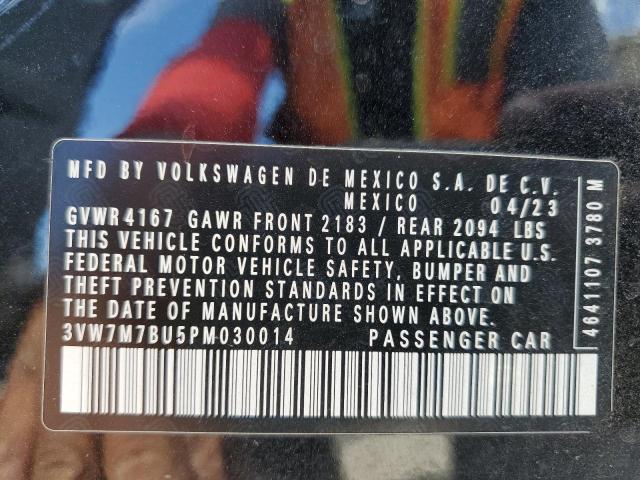 MFD BY VOLKSWAGEN DE MEXICO S.A. DE C.V.
MEXICO 04/23
GVWR 4167 GAWR FRONT 2183 / REAR 2094 LBS
THIS VEHICLE CONFORMS TO ALL APPLICABLE U.S.
FEDERAL MOTOR VEHICLE SAFETY, BUMPER AND
THEFT PREVENTION STANDARDS IN EFFECT ON
THE DATE OF MANUFACTURE SHOWN ABOVE.
3VW7M7BU5PM030014 PASSENGER CAR
4641107 3780 M